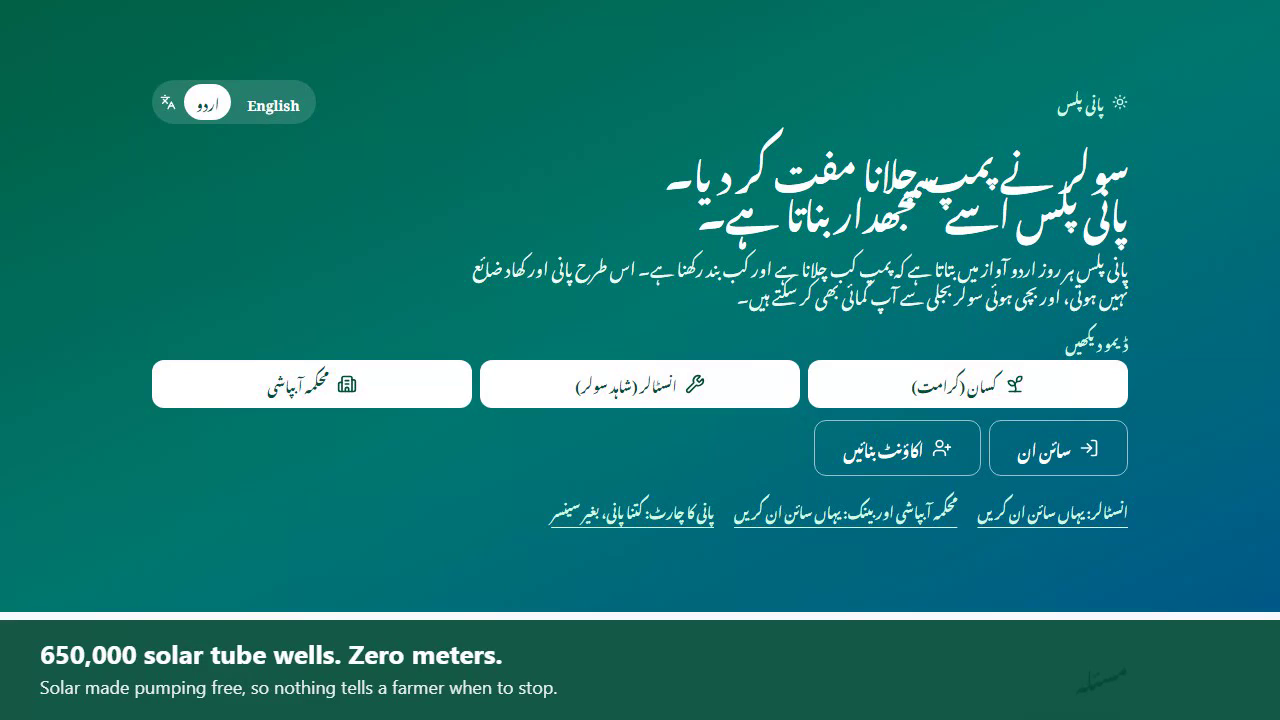 پانی پلس
اردو English
سولر نے پمپ چلانا مفت کر دیا۔
پانی پلس اسے سمجھدار بناتا ہے۔
پانی پلس ہر روز اردو آواز میں بتاتا ہے کہ پمپ کب چلانا ہے اور کب بند رکھنا ہے۔ اس طرح پانی اور کھاد ضائع
نہیں ہوتی، اور بچی ہوئی سولر بجلی سے آپ کمائی بھی کر سکتے ہیں۔
ڈیمو دیکھیں
کسان (کرامت)
انسٹالر (شاہد سولر)
محکمہ آبپاشی
سائن ان
اکاؤنٹ بنائیں
انسٹالر: یہاں سائن ان کریں
محکمہ آبپاشی اور بینک: یہاں سائن ان کریں
پانی کا چارٹ: کتنا پانی، بغیر سینسر
650,000 solar tube wells. Zero meters.
Solar made pumping free, so nothing tells a farmer when to stop.
مسئلہ